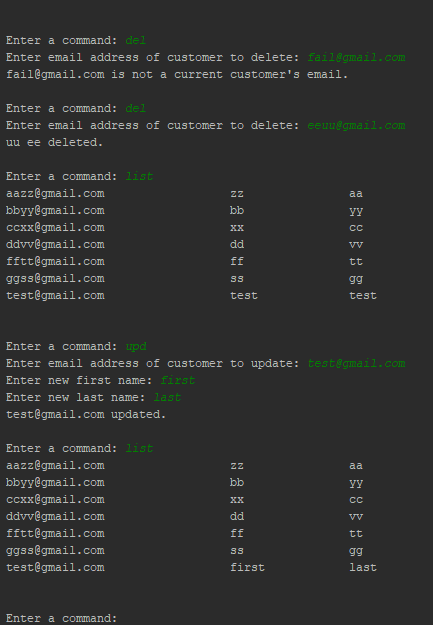 Enter a command: del
Enter email address of customer to delete: fail@gmail.com
fail@gmail.com is not a current customer's email.
Enter a command: del
Enter email address of customer to delete: eeuu@gmail.com
uu ee deleted.
Enter a command: list
aazz@gmail.com zz aa
bbyy@gmail.com bb yy
ccxx@gmail.com xx cc
ddvv@gmail.com dd vv
fftt@gmail.com ff tt
ggss@gmail.com ss gg
test@gmail.com test test
Enter a command: upd
Enter email address of customer to update: test@gmail.com
Enter new first name: first
Enter new last name: last
test@gmail.com updated.
Enter a command: list
aazz@gmail.com zz aa
bbyy@gmail.com bb yy
ccxx@gmail.com xx cc
ddvv@gmail.com dd vv
fftt@gmail.com ff tt
ggss@gmail.com ss gg
test@gmail.com first last
Enter a command: